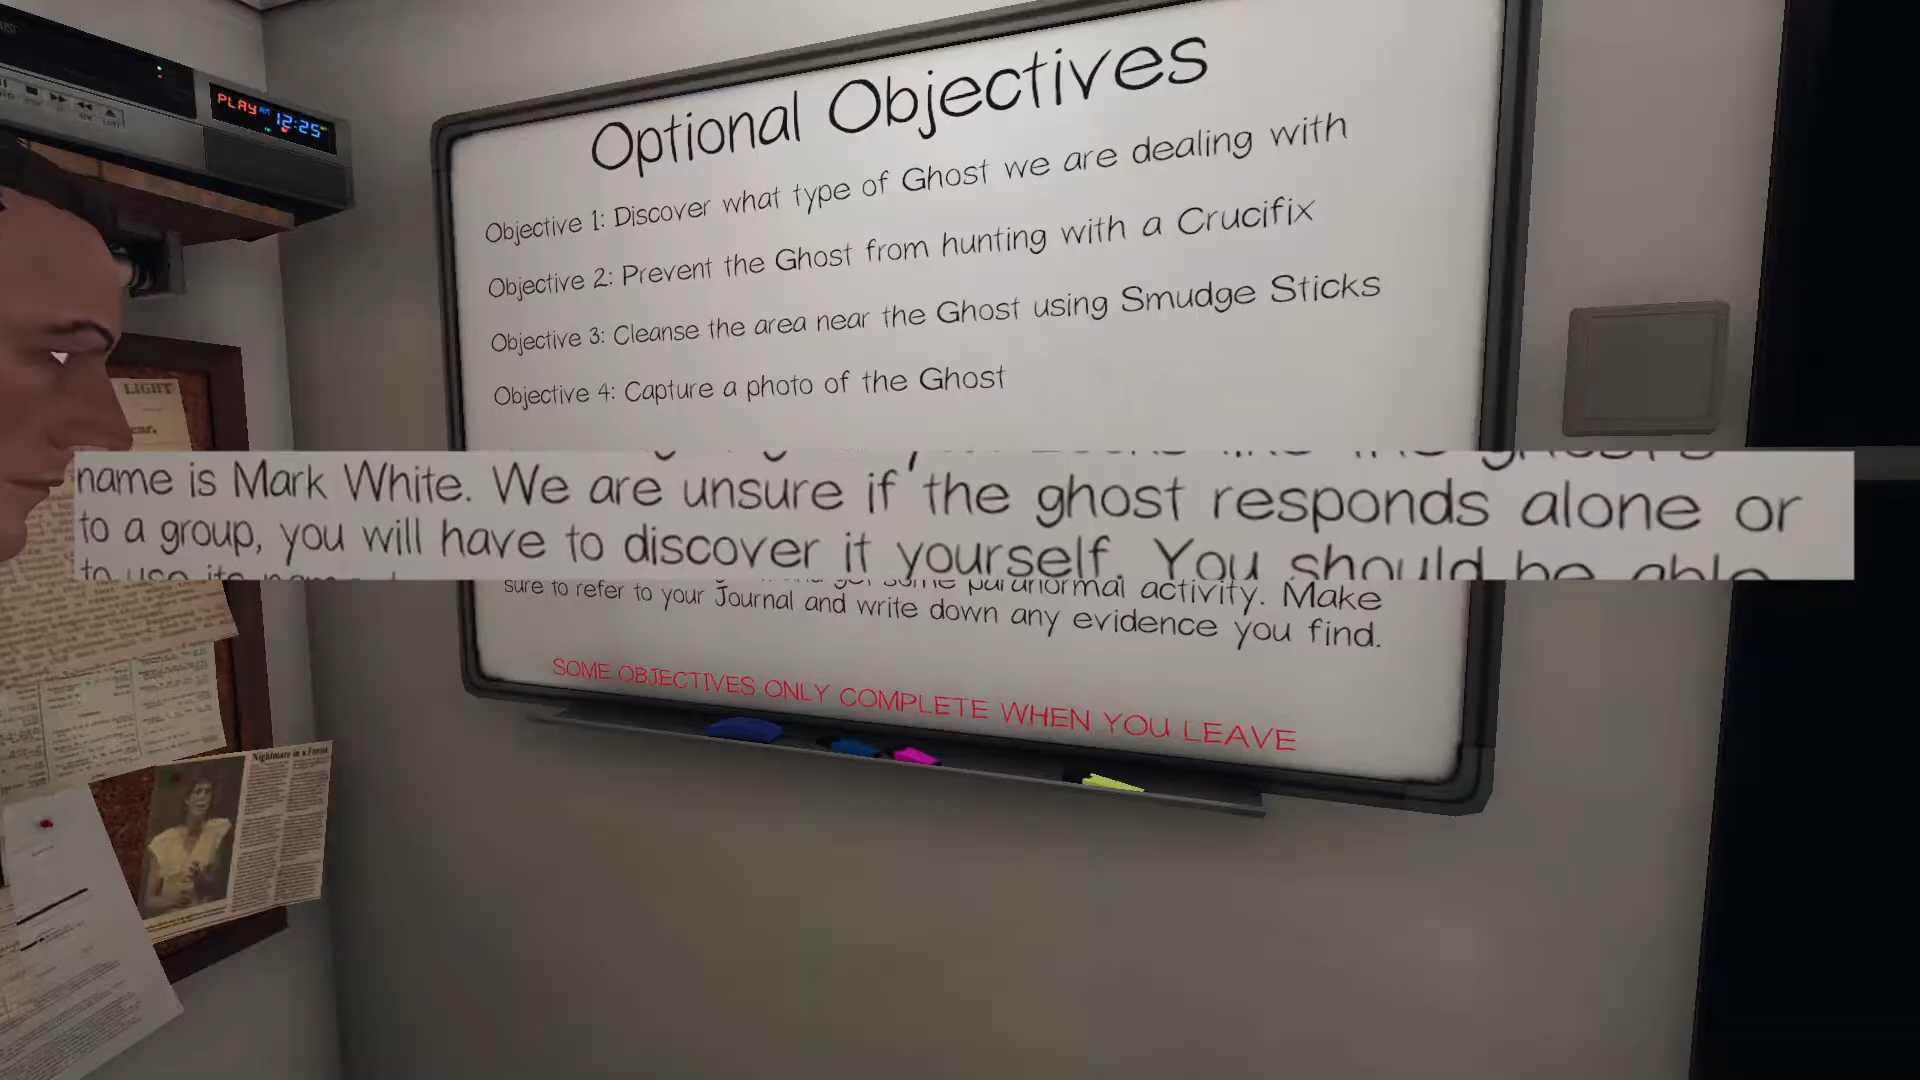 PLAY 12:25
Optional Objectives
Objective 1: Discover what type of Ghost we are dealing with
Objective 2: Prevent the Ghost from hunting with a Crucifix
Objective 3: Cleanse the area near the Ghost using Smudge Sticks
Objective 4: Capture a photo of the Ghost
LIGHT
name is Mark White. We are unsure if the ghost responds alone or
to a group, you will have to discover it yourself. You should be able
paranormal activity. Make
sure to refer to your Journal and write down any evidence you find.
SOME OBJECTIVES ONLY COMPLETE WHEN YOU LEAVE
Nightmare in a Forest